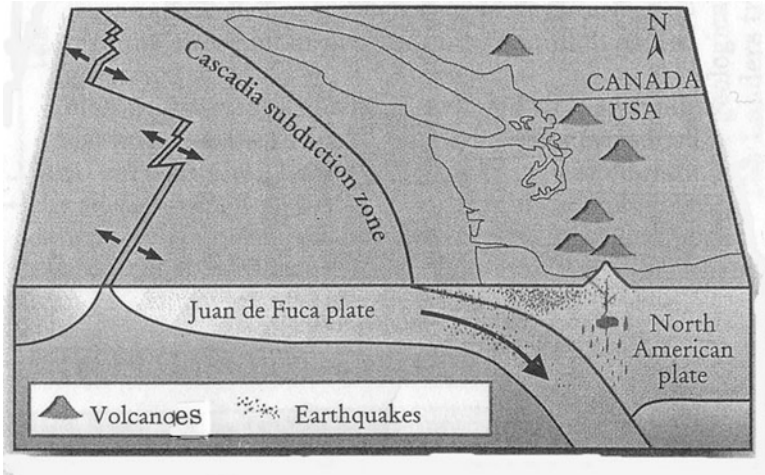 N
CANADA
USA
Cascadia subduction zone
Juan de Fuca plate
North
American
plate
Volcanoes
Earthquakes